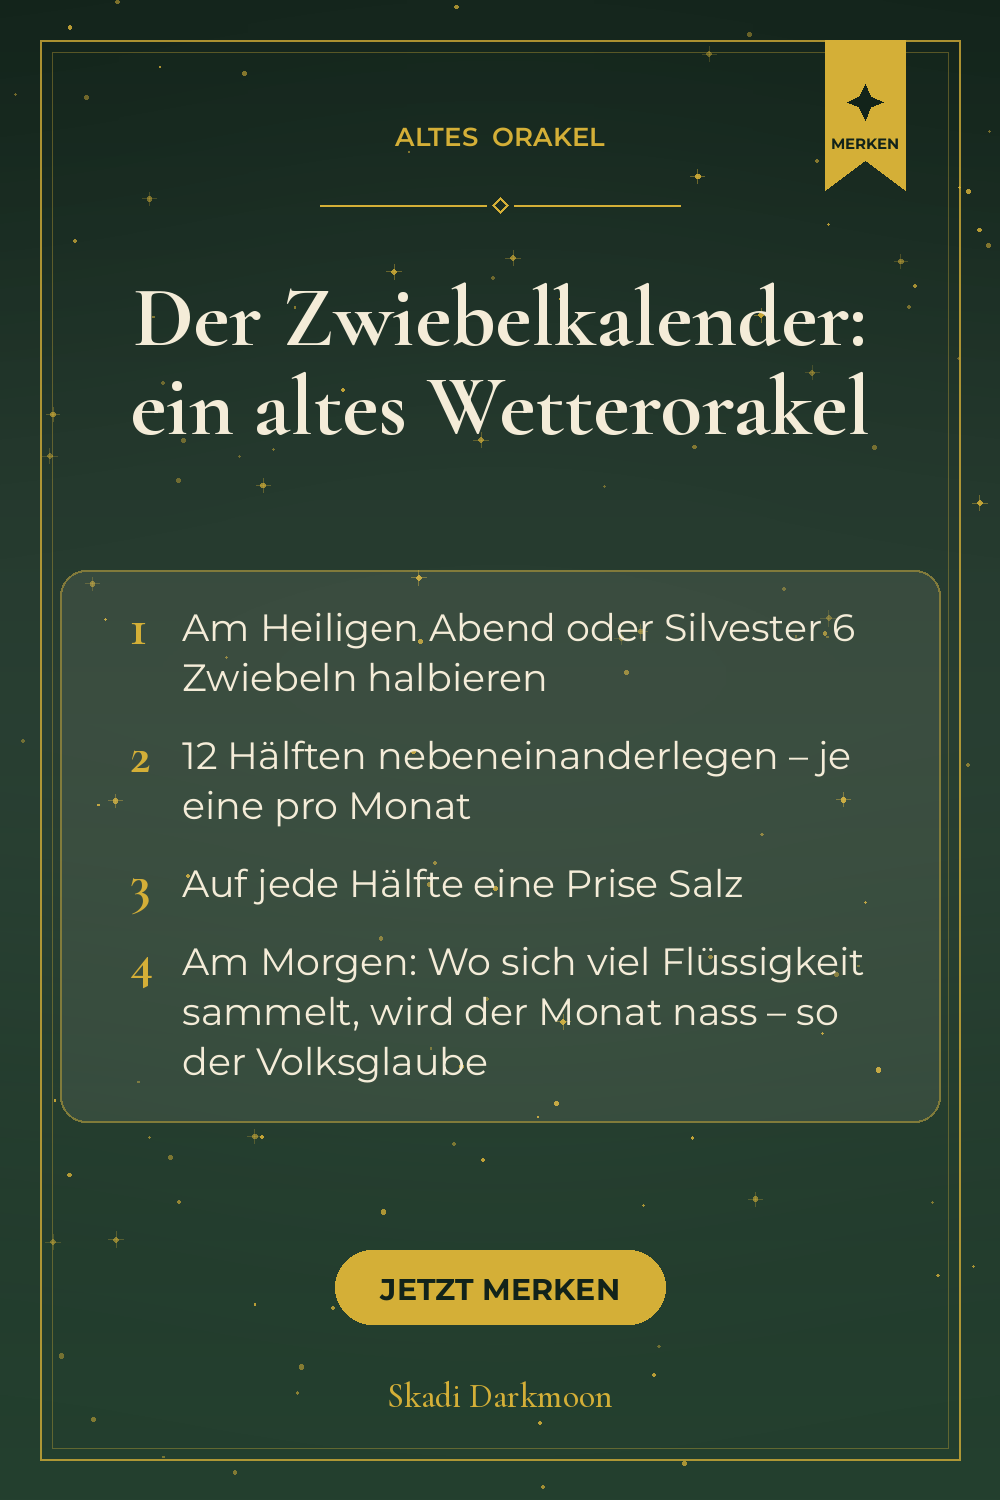 MERKEN
ALTES ORAKEL
Der Zwiebelkalender:
ein altes Wetterorakel
1 Am Heiligen Abend oder Silvester 6
Zwiebeln halbieren
2 12 Hälften nebeneinanderlegen – je
eine pro Monat
3 Auf jede Hälfte eine Prise Salz
4 Am Morgen: Wo sich viel Flüssigkeit
sammelt, wird der Monat nass – so
der Volksglaube
JETZT MERKEN
Skadi Darkmoon